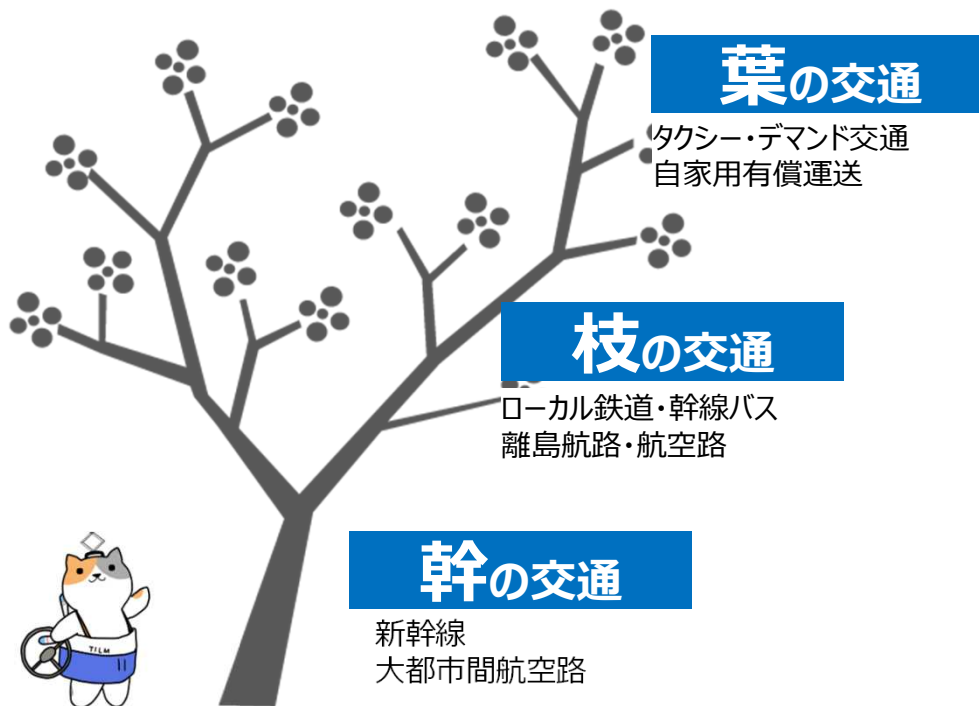 葉の交通
タクシー・デマンド交通
自家用有償運送
枝の交通
ローカル鉄道・幹線バス
離島航路・航空路
幹の交通
新幹線
大都市間航空路
TILM